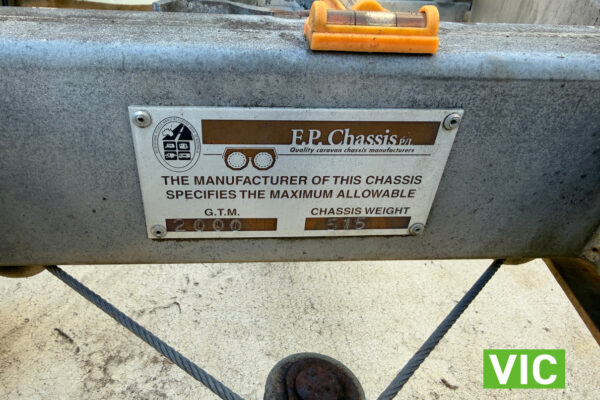 F.P. Chassis P/L
Quality caravan chassis manufacturers
THE MANUFACTURER OF THIS CHASSIS
SPECIFIES THE MAXIMUM ALLOWABLE
G.T.M. CHASSIS WEIGHT
2000 515
VIC